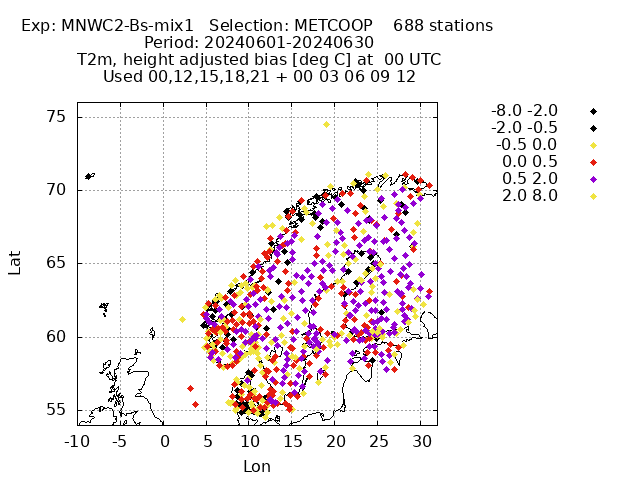 Exp: MNWC2-Bs-mix1   Selection: METCOOP    688 stations
Period: 20240601-20240630
T2m, height adjusted bias [deg C] at  00 UTC
Used 00,12,15,18,21 + 00 03 06 09 12
-8.0 -2.0
-2.0 -0.5
-0.5 0.0
0.0 0.5
0.5 2.0
2.0 8.0
75
70
65
60
55
Lat
-10 -5 0 5 10 15 20 25 30
Lon